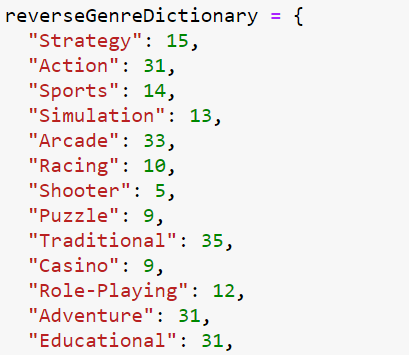 reverseGenreDictionary = {
"Strategy": 15,
"Action": 31,
"Sports": 14,
"Simulation": 13,
"Arcade": 33,
"Racing": 10,
"Shooter": 5,
"Puzzle": 9,
"Traditional": 35,
"Casino": 9,
"Role-Playing": 12,
"Adventure": 31,
"Educational": 31,